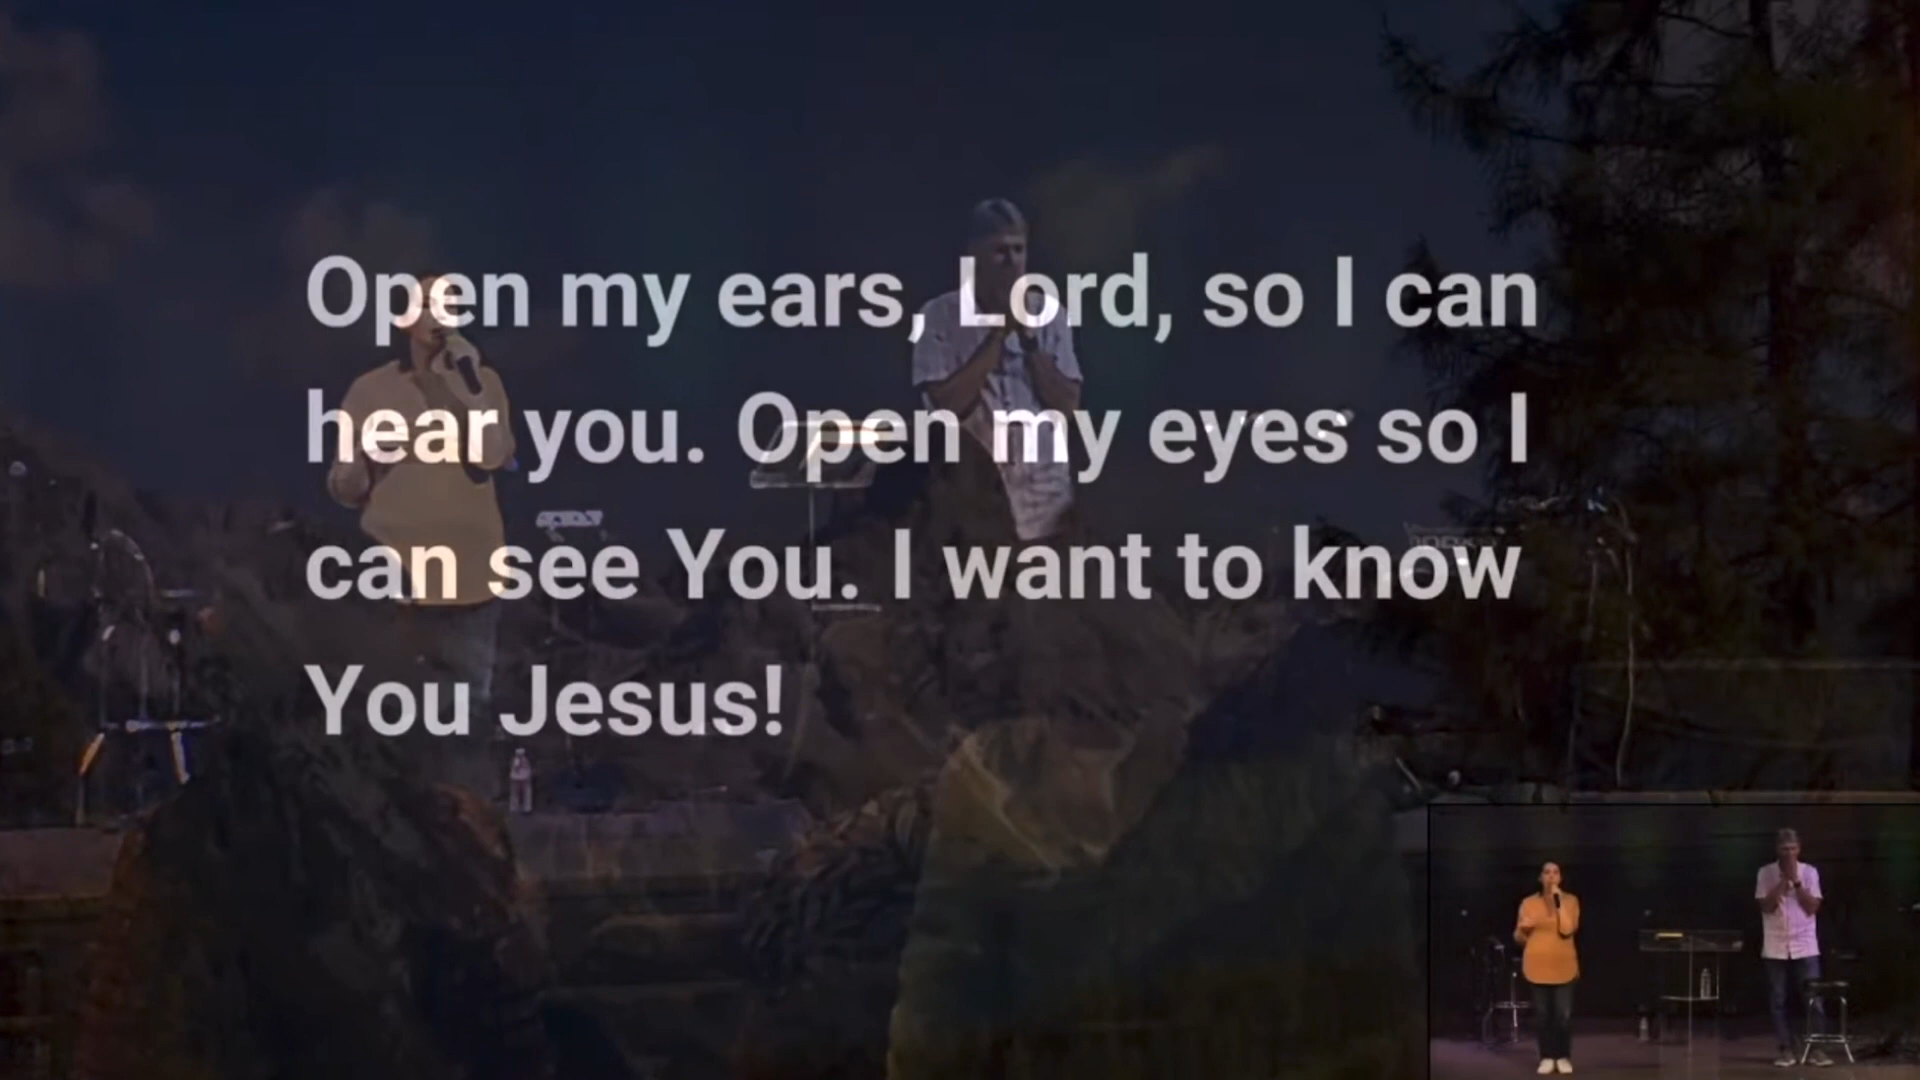 Open my ears, Lord, so I can
hear you. Open my eyes so I
can see You. I want to know
You Jesus!